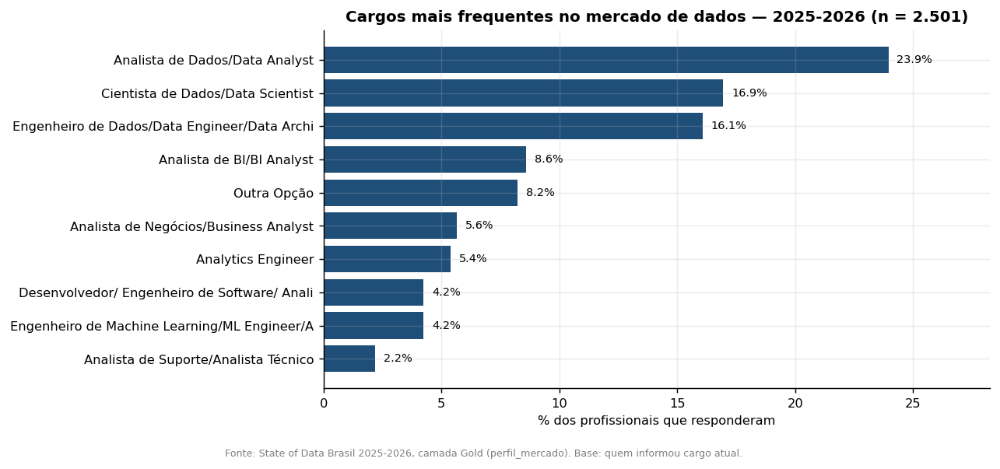 Cargos mais frequentes no mercado de dados — 2025-2026 (n = 2.501)
Analista de Dados/Data Analyst 23.9%
Cientista de Dados/Data Scientist 16.9%
Engenheiro de Dados/Data Engineer/Data Archi 16.1%
Analista de BI/BI Analyst 8.6%
Outra Opção 8.2%
Analista de Negócios/Business Analyst 5.6%
Analytics Engineer 5.4%
Desenvolvedor/ Engenheiro de Software/ Anali 4.2%
Engenheiro de Machine Learning/ML Engineer/A 4.2%
Analista de Suporte/Analista Técnico 2.2%
0 5 10 15 20 25
% dos profissionais que responderam
Fonte: State of Data Brasil 2025-2026, camada Gold (perfil_mercado). Base: quem informou cargo atual.